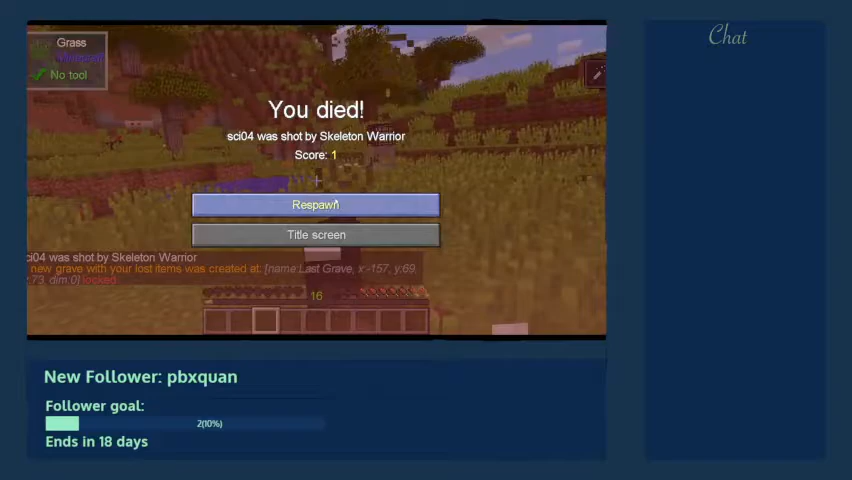 Grass
Minecraft
No tool
Chat
You died!
sci04 was shot by Skeleton Warrior
Score: 1
Respawn
Title screen
sci04 was shot by Skeleton Warrior
new grave with your lost items was created at: [name:Last Grave, x:-157, y:69,
:73, dim:0] locked
16
New Follower: pbxquan
Follower goal:
2(10%)
Ends in 18 days